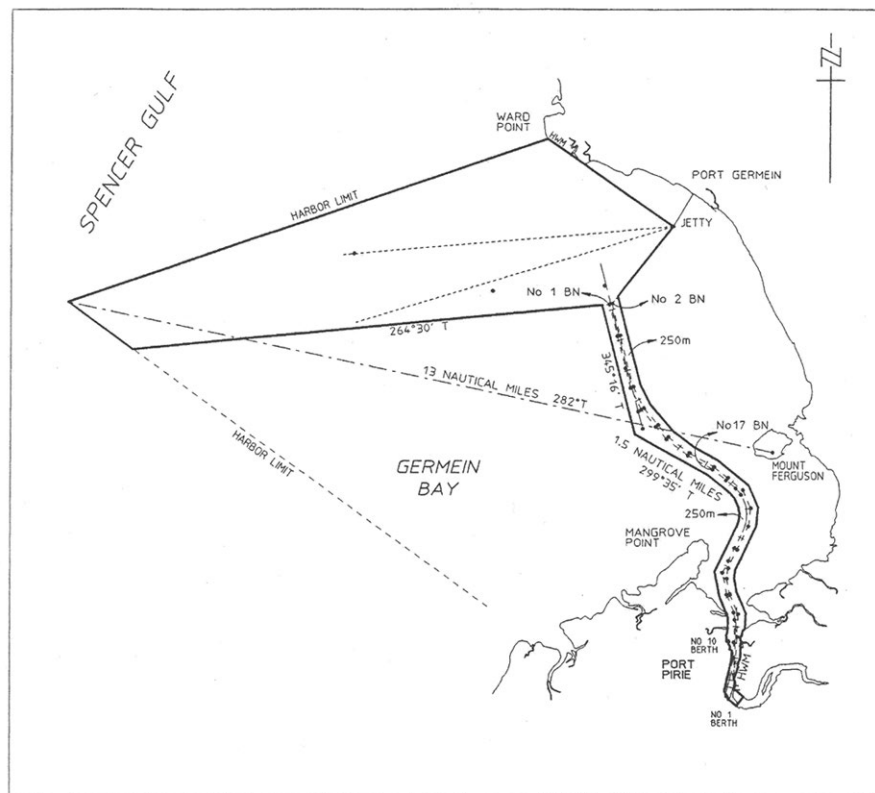 N
SPENCER GULF
WARD
POINT
HWM
PORT GERMEIN
JETTY
HARBOR LIMIT
No 1 BN
No 2 BN
264°30' T
250m
345°16' T
13 NAUTICAL MILES 282°T
No17 BN
HARBOR LIMIT
1.5 NAUTICAL MILES
299°35' T
MOUNT
FERGUSON
GERMEIN
BAY
250m
MANGROVE
POINT
NO 10
BERTH
HWM
PORT
PIRIE
NO 1
BERTH